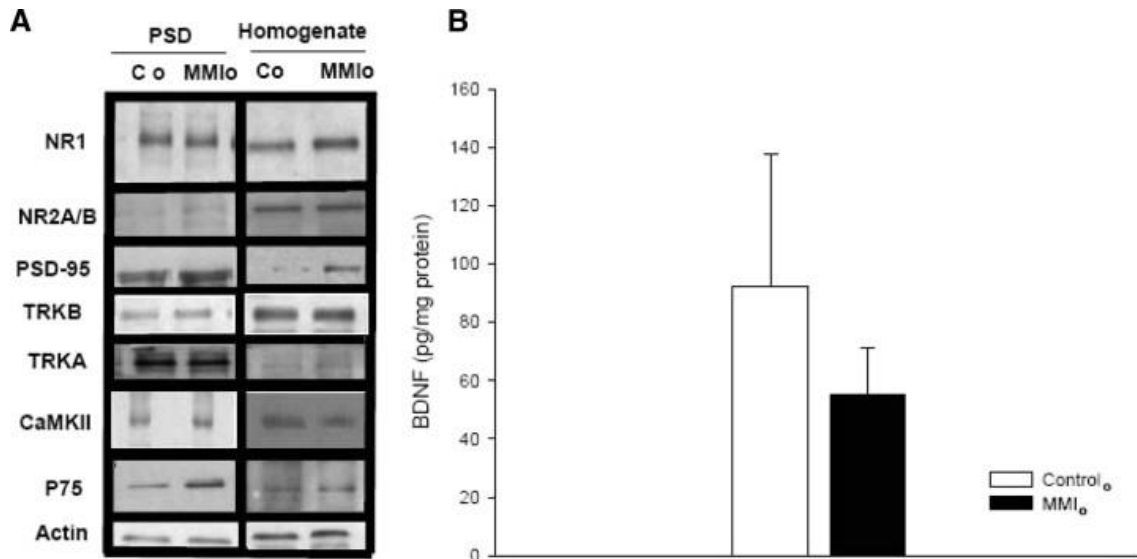 A
PSD Homogenate
C o MMIo Co MMIo
NR1
NR2A/B
PSD-95
TRKB
TRKA
CaMKII
P75
Actin
B
160
140
120
100
80
60
40
20
0
BDNF (pg/mg protein)
Controlo
MMIo